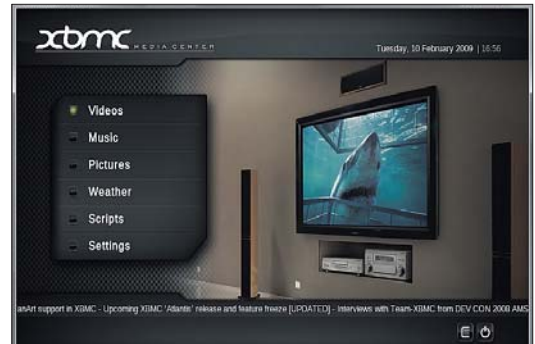 xbmc MEDIA CENTER
Tuesday, 10 February 2009 | 16:56
Videos
Music
Pictures
Weather
Scripts
Settings
anArt support in XBMC - Upcoming XBMC 'Atlantis' release and feature freeze [UPDATED] - Interviews with Team-XBMC from DEV CON 2008 AMS